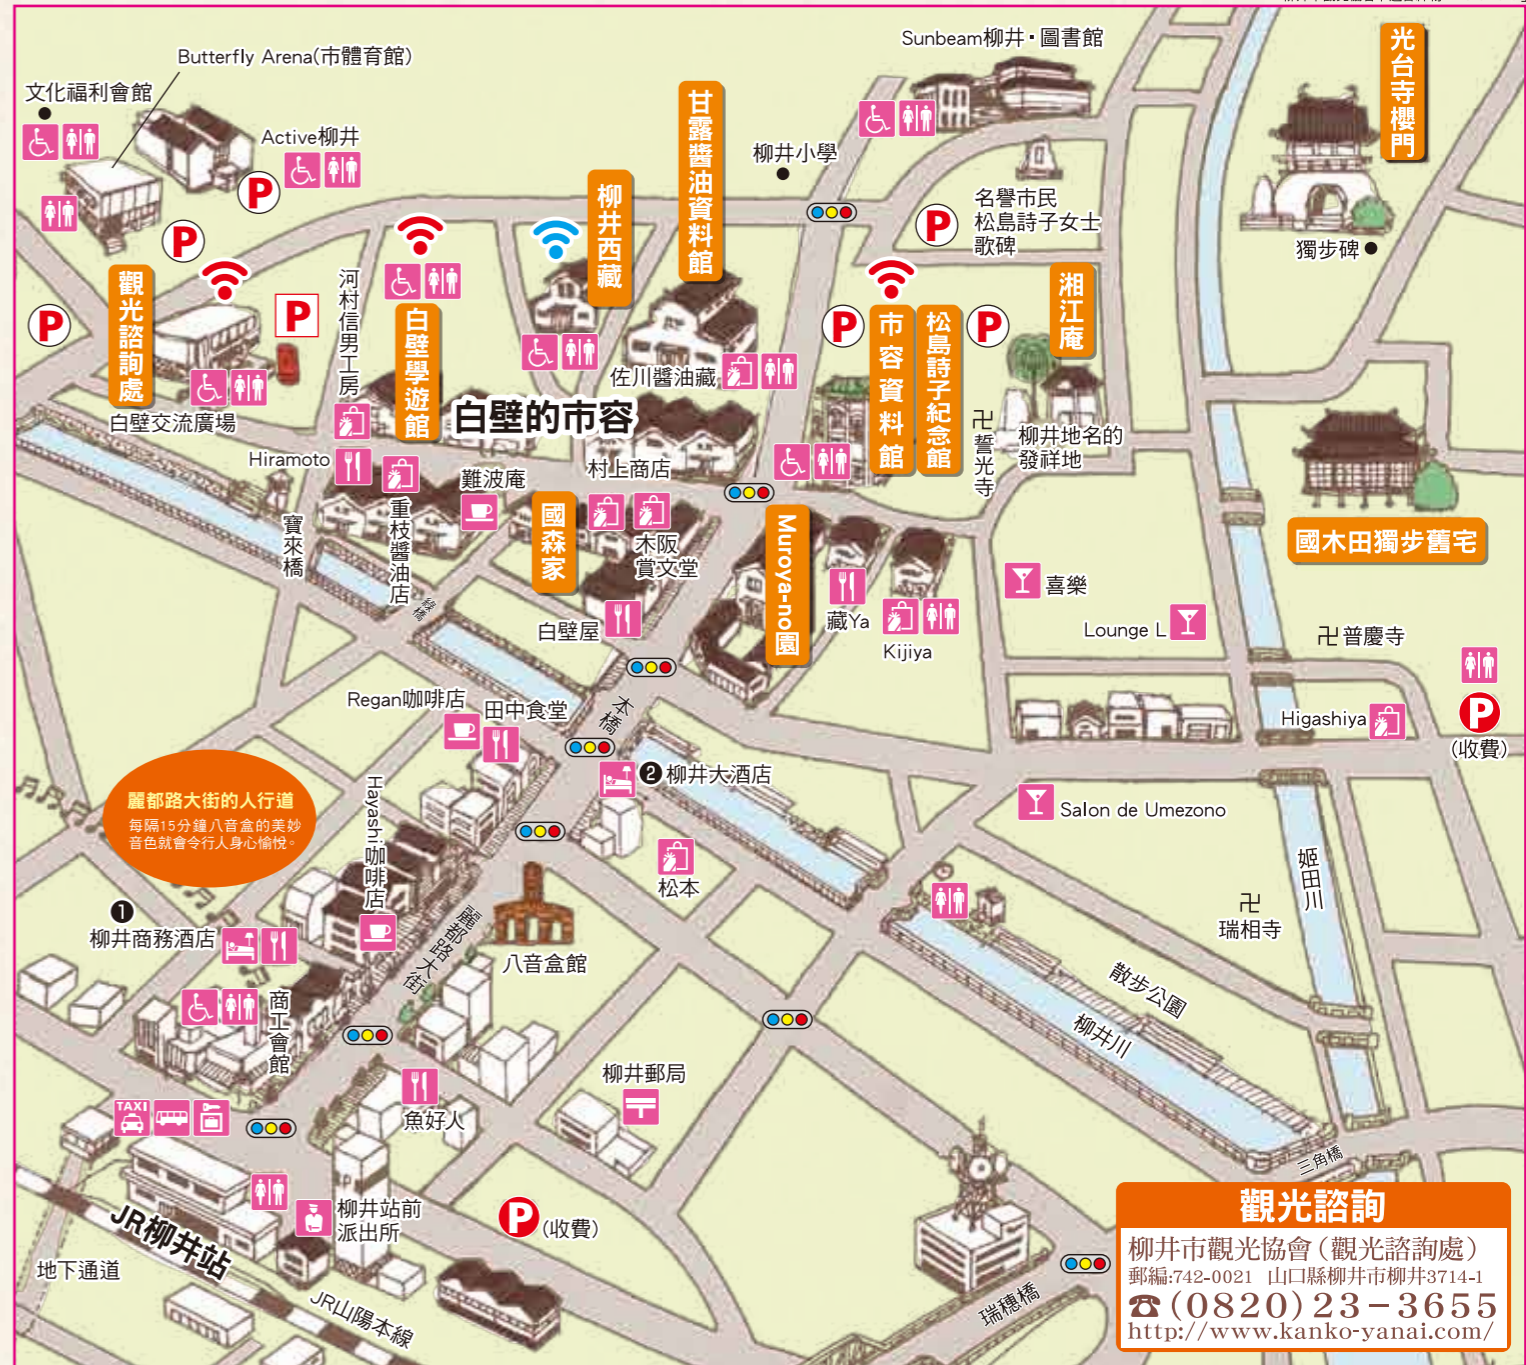 Butterfly Arena(市體育館)
文化福利會館
Active柳井
P
P
P
P
觀光諮詢處
白壁交流廣場
河村信男工房
白壁學遊館
柳井西藏
甘露醬油資料館
佐川醬油藏
白壁的市容
Sunbeam柳井・圖書館
柳井小學
P
名譽市民
松島詩子女士
歌碑
光台寺櫻門
獨步碑
P
市容資料館
松島詩子紀念館
P
湘江庵
卍誓光寺
柳井地名的
發祥地
國木田獨步舊宅
Hiramoto
重枝醬油店
難波庵
國森家
村上商店
木阪
賞文堂
白壁屋
寶來橋
綠橋
Muroya-no園
藏Ya
Kijiya
喜樂
Lounge L
卍普慶寺
Higashiya
P
(收費)
Regan咖啡店
田中食堂
本橋
❷柳井大酒店
麗都路大街的人行道
每隔15分鐘八音盒的美妙
音色就會令行人身心愉悅。
Hayashi咖啡店
松本
Salon de Umezono
姬田川
卍
瑞相寺
❶
柳井商務酒店
麗都路大街
八音盒館
商工會館
散步公園
柳井川
柳井郵局
魚好人
TAXI
三角橋
JR柳井站
柳井站前
派出所
P
(收費)
地下通道
JR山陽本線
瑞穗橋
觀光諮詢
柳井市觀光協會(觀光諮詢處)
郵編:742-0021 山口縣柳井市柳井3714-1
☎(0820)23-3655
http://www.kanko-yanai.com/